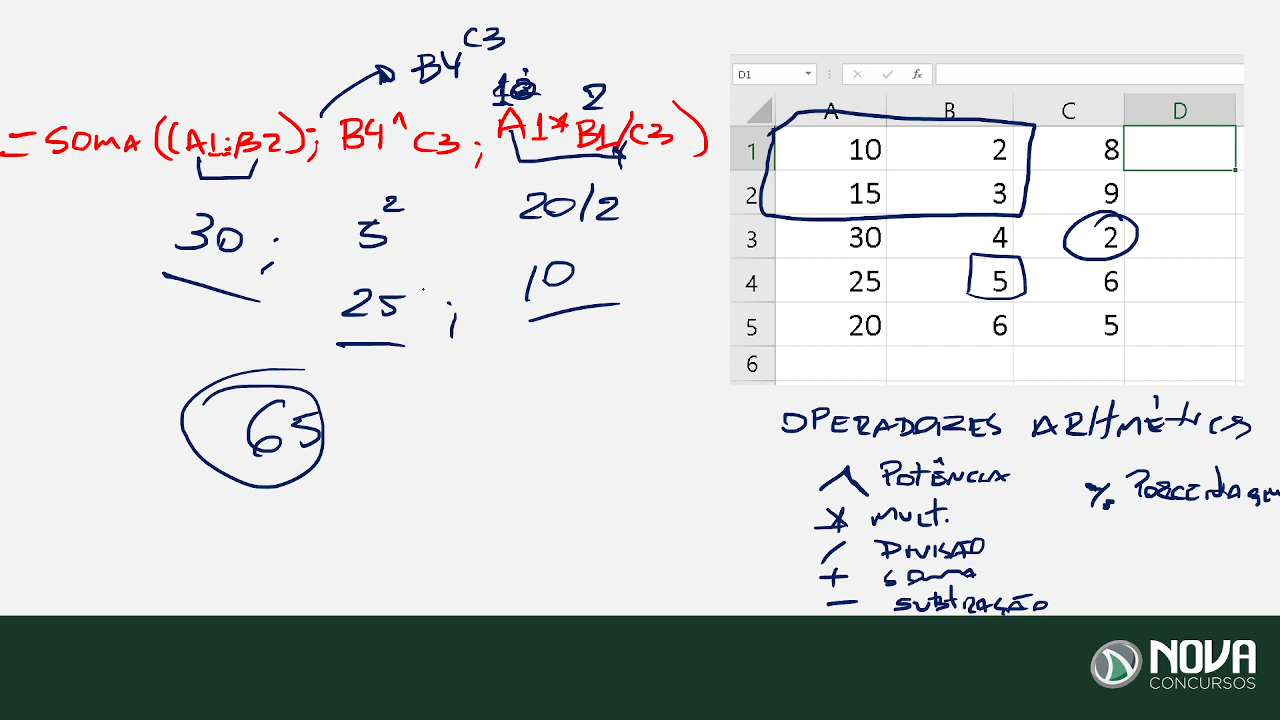 B4^C3
10 2
=SOMA((A1:B2); B4^C3; A1*B1/C3)
30; 5² 20/2
25; 10
65
D1 fx
A B C D
1 10 2 8
2 15 3 9
3 30 4 2
4 25 5 6
5 20 6 5
6
OPERADORES ARITMÉTICOS
^ POTÊNCIA % PORCENTAGEM
* MULT.
/ DIVISÃO
+ SOMA
- SUBTRAÇÃO
NOVA
CONCURSOS